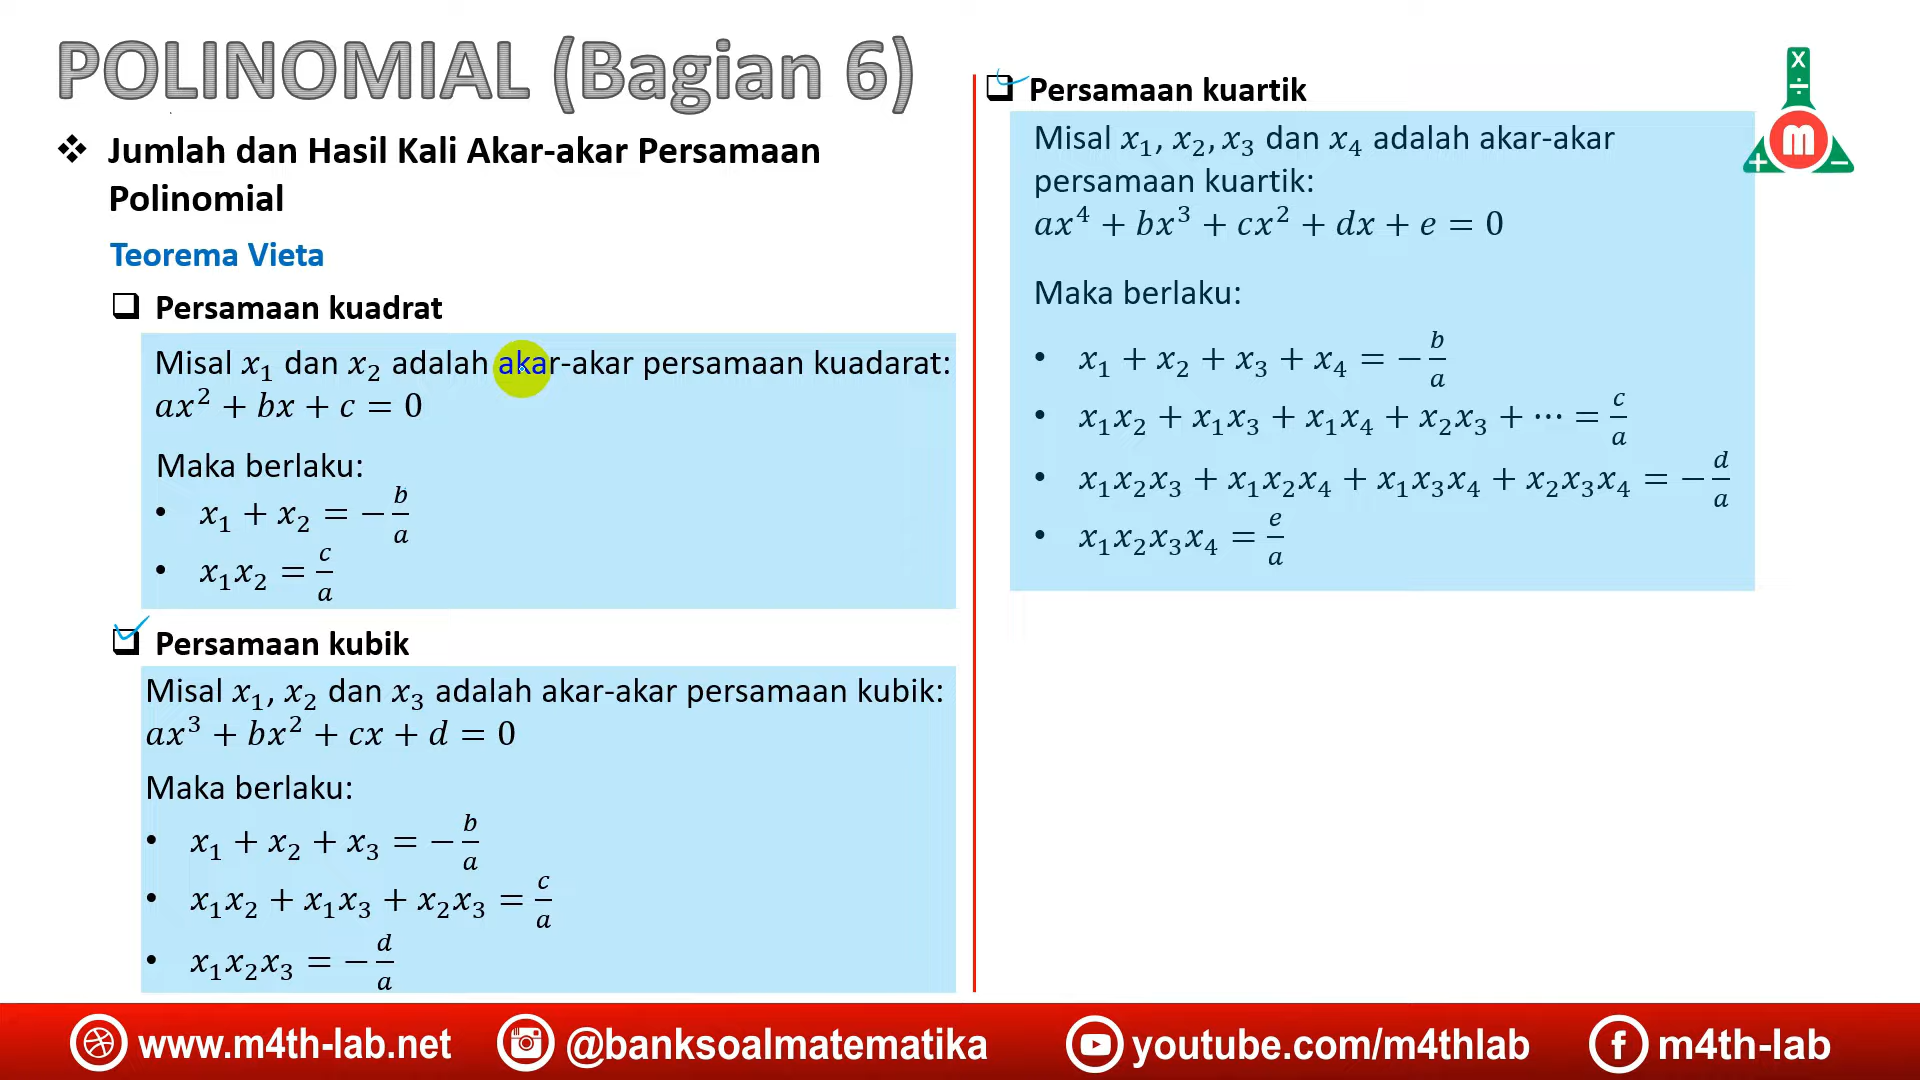 POLINOMIAL (Bagian 6)
❖ Jumlah dan Hasil Kali Akar-akar Persamaan
Polinomial
Teorema Vieta
❑ Persamaan kuadrat
Misal x₁ dan x₂ adalah akar-akar persamaan kuadarat:
ax² + bx + c = 0
Maka berlaku:
• x₁ + x₂ = −b/a
• x₁x₂ = c/a
❑ Persamaan kubik
Misal x₁, x₂ dan x₃ adalah akar-akar persamaan kubik:
ax³ + bx² + cx + d = 0
Maka berlaku:
• x₁ + x₂ + x₃ = −b/a
• x₁x₂ + x₁x₃ + x₂x₃ = c/a
• x₁x₂x₃ = −d/a
❑ Persamaan kuartik
Misal x₁, x₂, x₃ dan x₄ adalah akar-akar
persamaan kuartik:
ax⁴ + bx³ + cx² + dx + e = 0
Maka berlaku:
• x₁ + x₂ + x₃ + x₄ = −b/a
• x₁x₂ + x₁x₃ + x₁x₄ + x₂x₃ + ⋯ = c/a
• x₁x₂x₃ + x₁x₂x₄ + x₁x₃x₄ + x₂x₃x₄ = −d/a
• x₁x₂x₃x₄ = e/a
X
÷
m
+ −
www.m4th-lab.net @banksoalmatematika youtube.com/m4thlab m4th-lab